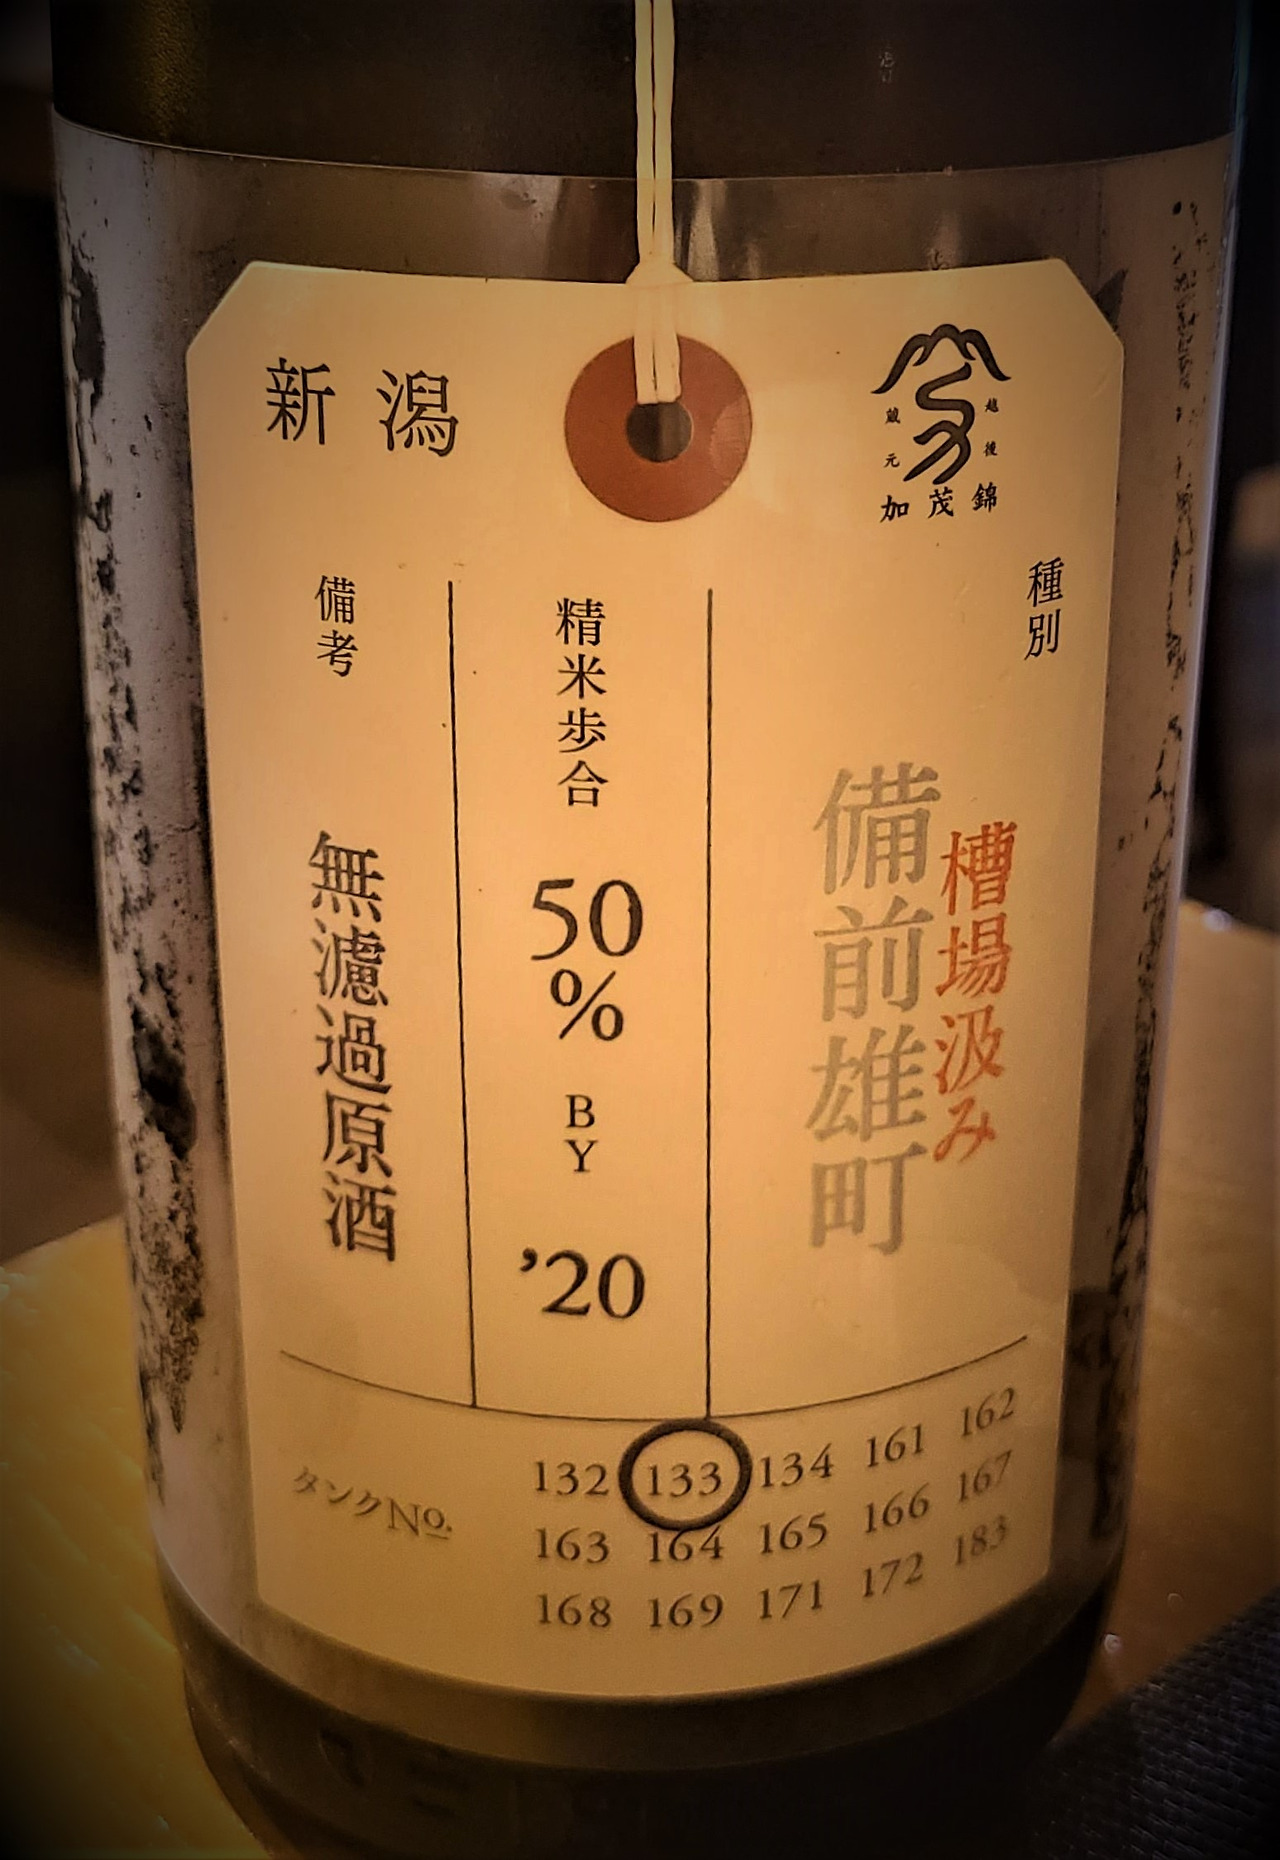 新潟
越後
蔵元
加茂錦
種別
槽場汲み
備前雄町
精米歩合
50
%
BY
'20
備考
無濾過原酒
タンクNo.
132 133 134 161 162
163 164 165 166 167
168 169 171 172 183